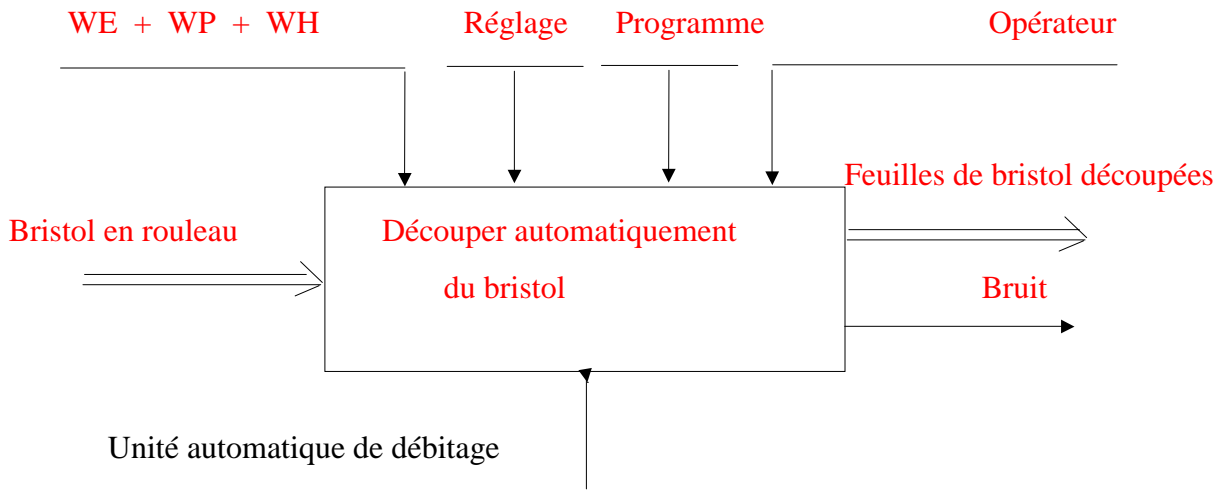 WE + WP + WH Réglage Programme Opérateur
Feuilles de bristol découpées
Bristol en rouleau Découper automatiquement
du bristol Bruit
Unité automatique de débitage